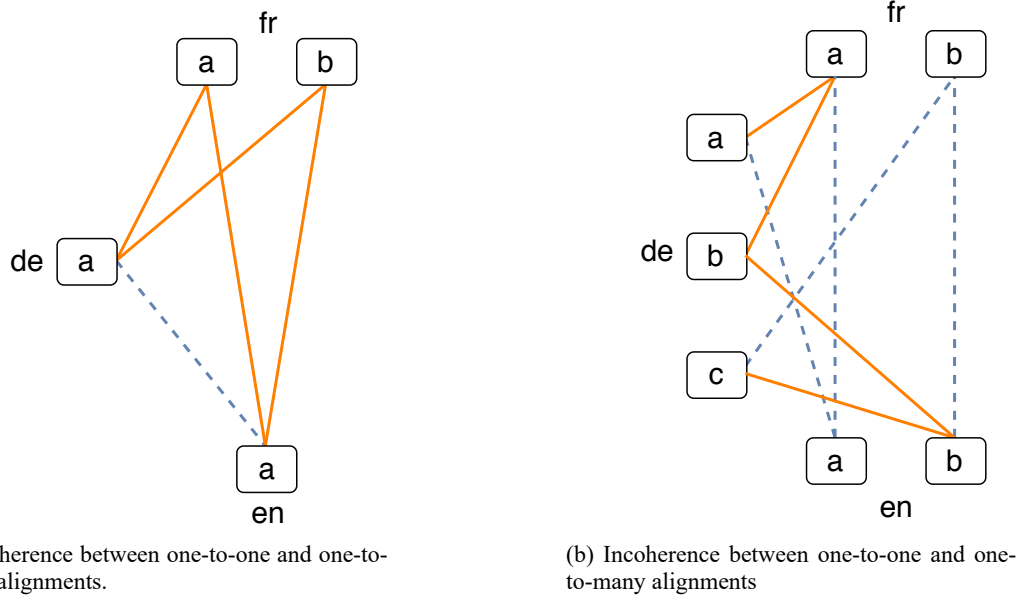 fr
a b
de a
a
en
herence between one-to-one and one-to-
alignments.
fr
a b
a
de b
c
a b
en
(b) Incoherence between one-to-one and one-
to-many alignments